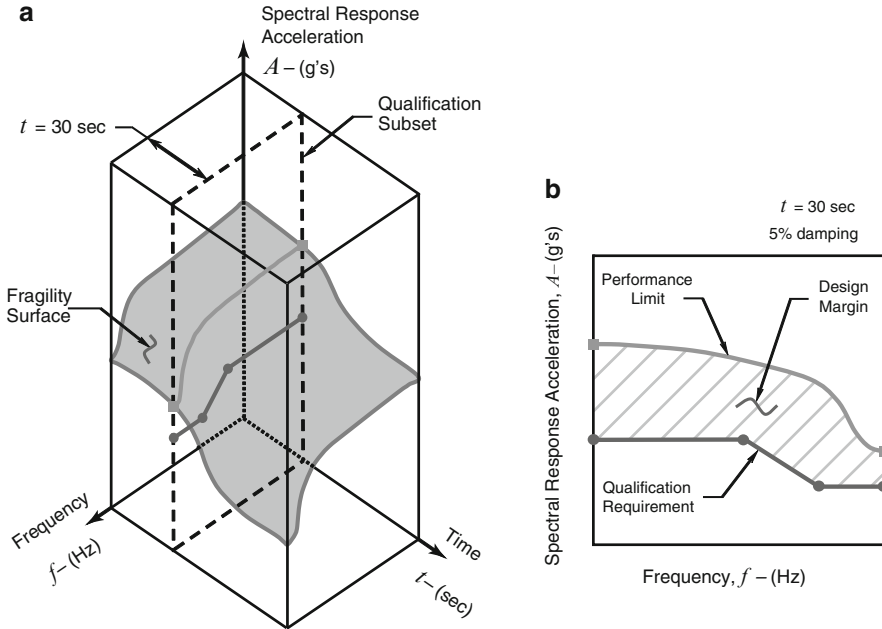 a
Spectral Response
Acceleration
A – (g's)
t = 30 sec
Qualification
Subset
Fragility
Surface
Frequency
f – (Hz)
Time
t – (sec)
b
t = 30 sec
5% damping
Spectral Response Acceleration, A – (g's)
Performance
Limit
Design
Margin
Qualification
Requirement
Frequency, f – (Hz)